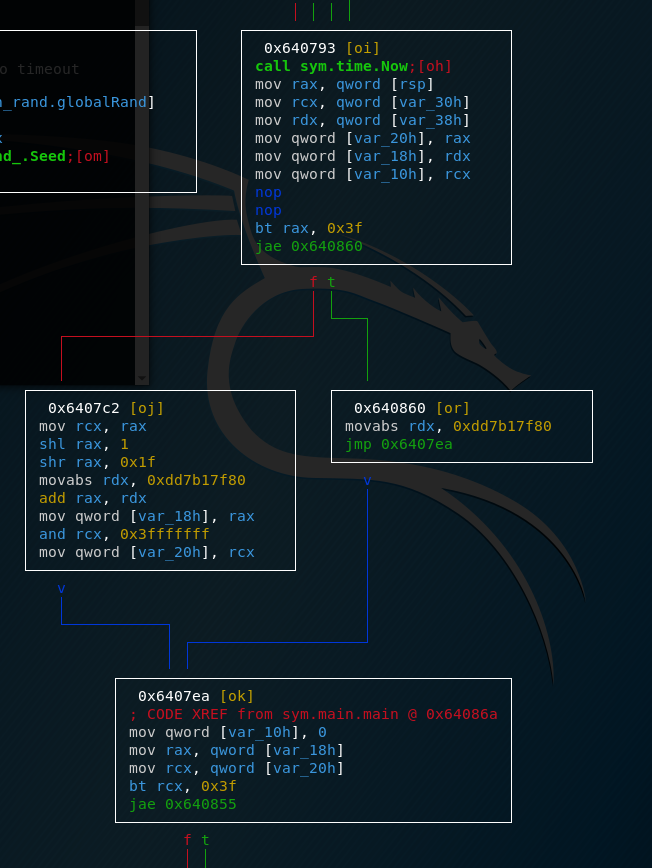 o timeout
_rand.globalRand]
x
nd_.Seed;[om]
0x640793 [oi]
call sym.time.Now;[oh]
mov rax, qword [rsp]
mov rcx, qword [var_30h]
mov rdx, qword [var_38h]
mov qword [var_20h], rax
mov qword [var_18h], rdx
mov qword [var_10h], rcx
nop
nop
bt rax, 0x3f
jae 0x640860
f t
0x6407c2 [oj]
mov rcx, rax
shl rax, 1
shr rax, 0x1f
movabs rdx, 0xdd7b17f80
add rax, rdx
mov qword [var_18h], rax
and rcx, 0x3fffffff
mov qword [var_20h], rcx
v
0x640860 [or]
movabs rdx, 0xdd7b17f80
jmp 0x6407ea
v
0x6407ea [ok]
; CODE XREF from sym.main.main @ 0x64086a
mov qword [var_10h], 0
mov rax, qword [var_18h]
mov rcx, qword [var_20h]
bt rcx, 0x3f
jae 0x640855
f t